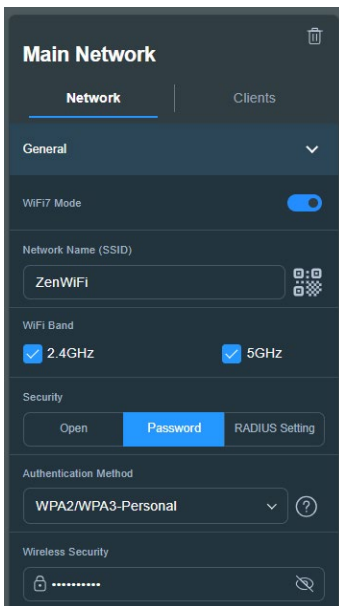 Main Network
Network Clients
General
WiFi7 Mode
Network Name (SSID)
ZenWiFi
WiFi Band
2.4GHz 5GHz
Security
Open Password RADIUS Setting
Authentication Method
WPA2/WPA3-Personal
Wireless Security
••••••••••